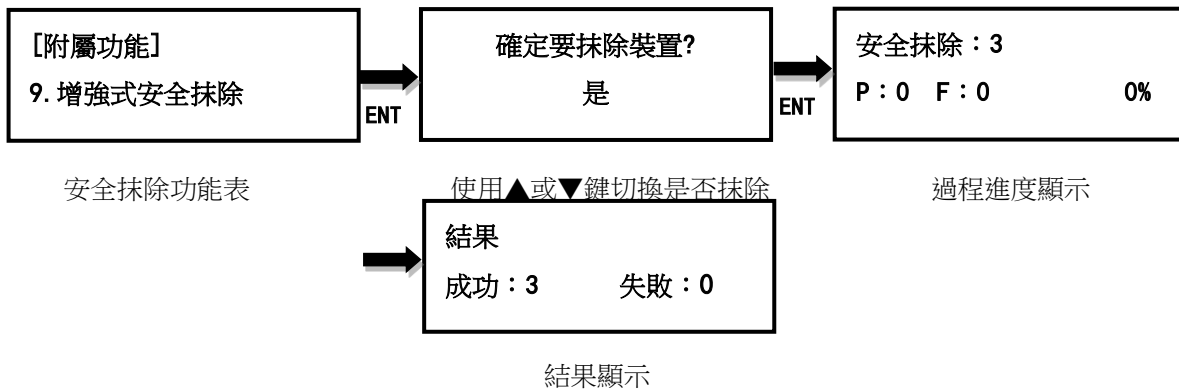 [附屬功能]
9.增強式安全抹除
ENT
確定要抹除裝置?
是
ENT
安全抹除：3
P：0 F：0 0%
安全抹除功能表
使用▲或▼鍵切換是否抹除
過程進度顯示
結果
成功：3 失敗：0
結果顯示